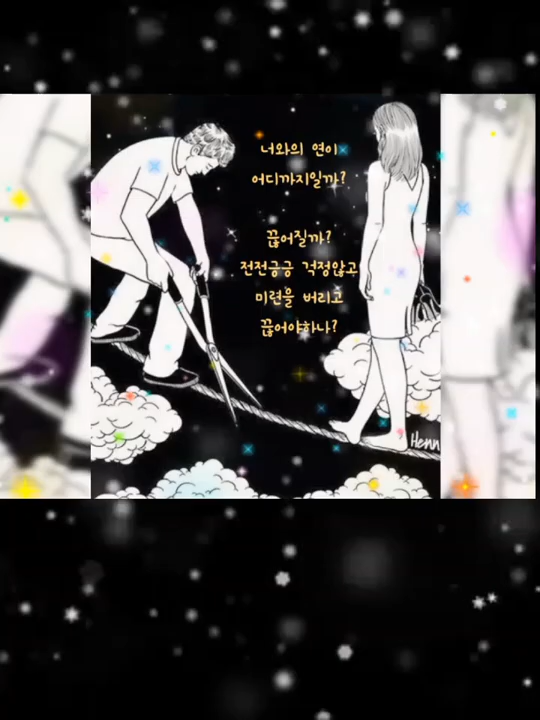 너와의 연이
어디까지일까?
끊어질까?
전전긍긍 걱정않고
미련을 버리고
끊어야하나?
Henn